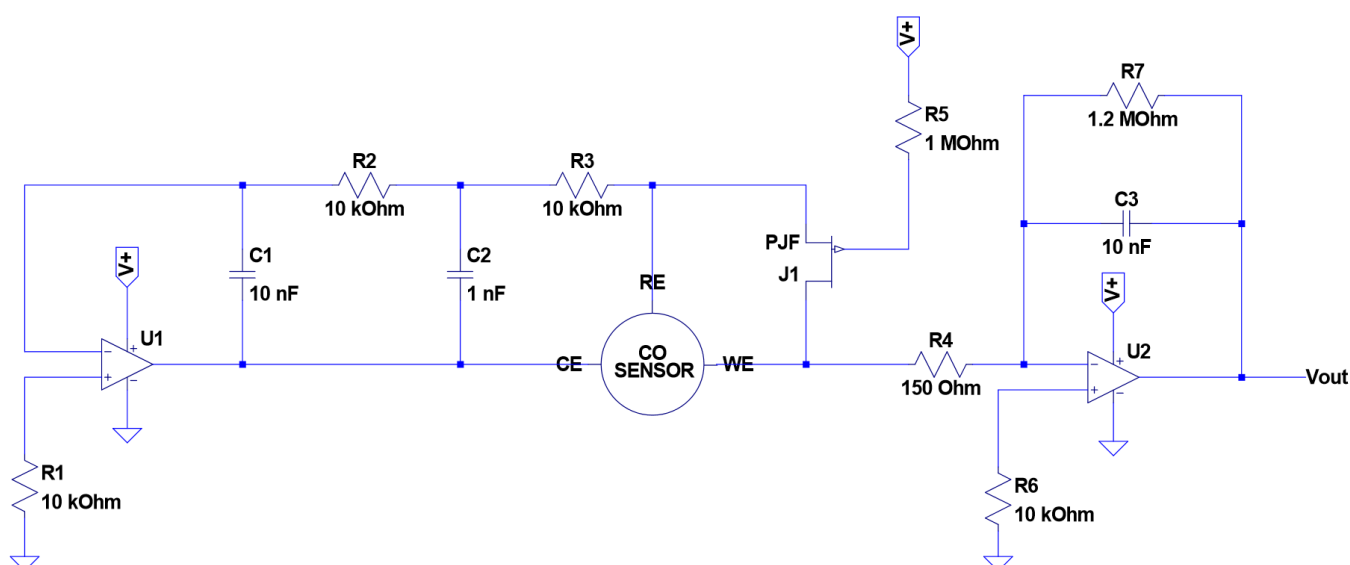 V+
R7
1.2 MOhm
R5
1 MOhm
R2
10 kOhm
R3
10 kOhm
C3
10 nF
PJF
J1
V+
C1
10 nF
C2
1 nF
RE
V+
U1
+
-
-
+
CE
CO
SENSOR
WE
R4
150 Ohm
U2
+
-
-
+
Vout
R1
10 kOhm
R6
10 kOhm